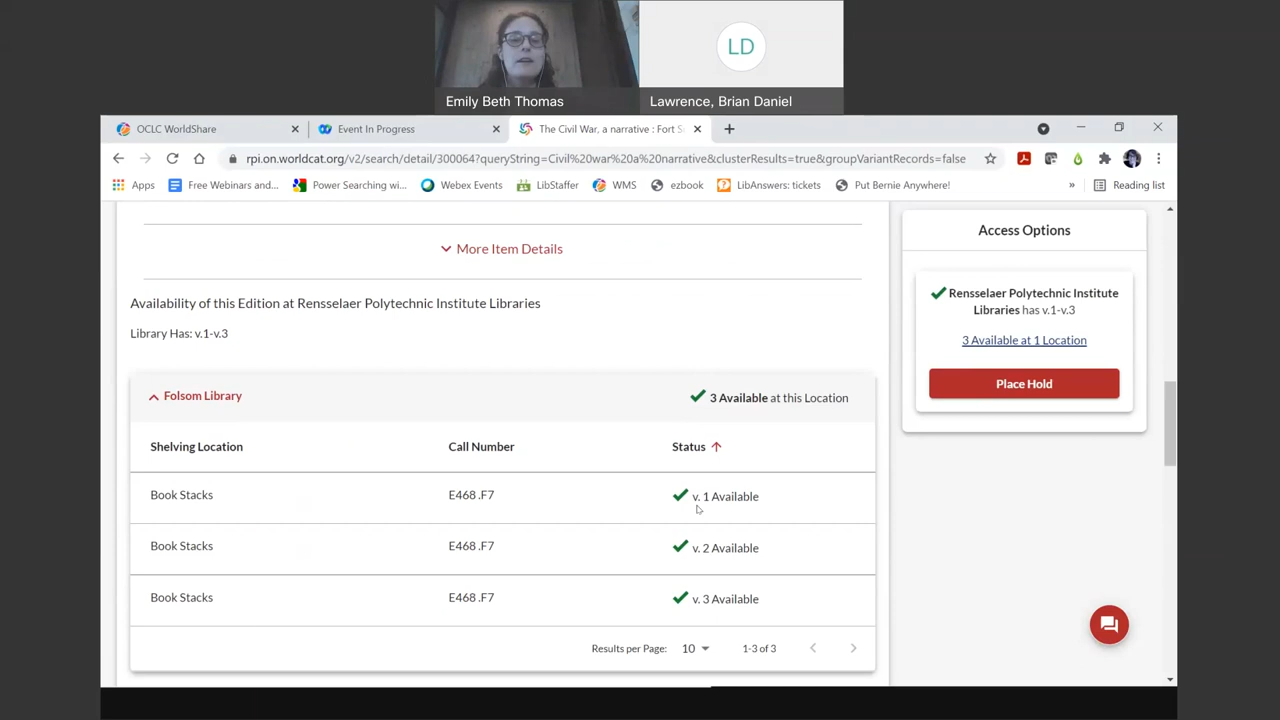 LD
Emily Beth Thomas
Lawrence, Brian Daniel
OCLC WorldShare
Event In Progress
The Civil War, a narrative : Fort S
rpi.on.worldcat.org/v2/search/detail/300064?queryString=Civil%20war%20a%20narrative&clusterResults=true&groupVariantRecords=false
Apps
Free Webinars and...
Power Searching wi...
Webex Events
LibStaffer
WMS
ezbook
LibAnswers: tickets
Put Bernie Anywhere!
»
Reading list
More Item Details
Availability of this Edition at Rensselaer Polytechnic Institute Libraries
Library Has: v.1-v.3
Folsom Library
3 Available at this Location
Shelving Location Call Number Status
Book Stacks E468 .F7 v. 1 Available
Book Stacks E468 .F7 v. 2 Available
Book Stacks E468 .F7 v. 3 Available
Results per Page: 10 1-3 of 3
Access Options
Rensselaer Polytechnic Institute
Libraries has v.1-v.3
3 Available at 1 Location
Place Hold